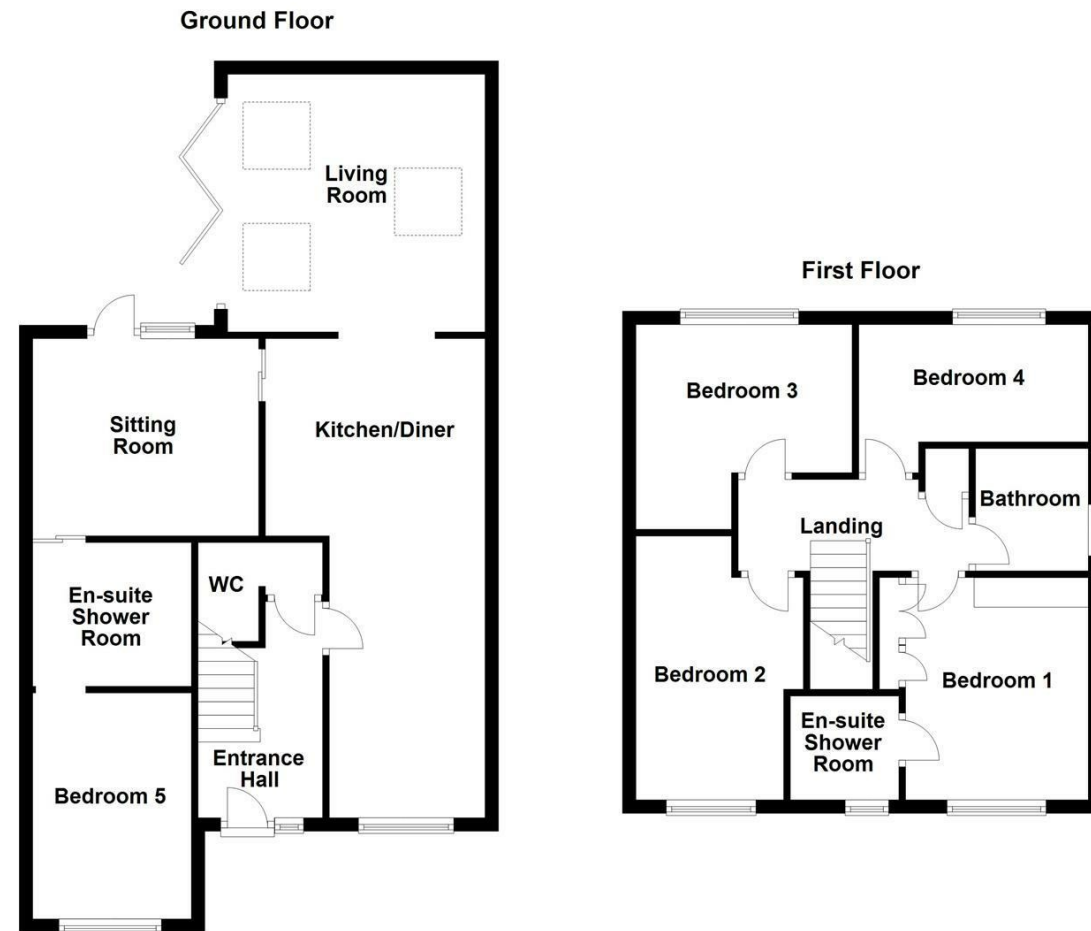 Ground Floor
Living
Room
Sitting
Room
Kitchen/Diner
WC
En-suite
Shower
Room
Entrance
Hall
Bedroom 5
First Floor
Bedroom 3
Bedroom 4
Bathroom
Landing
Bedroom 2
Bedroom 1
En-suite
Shower
Room